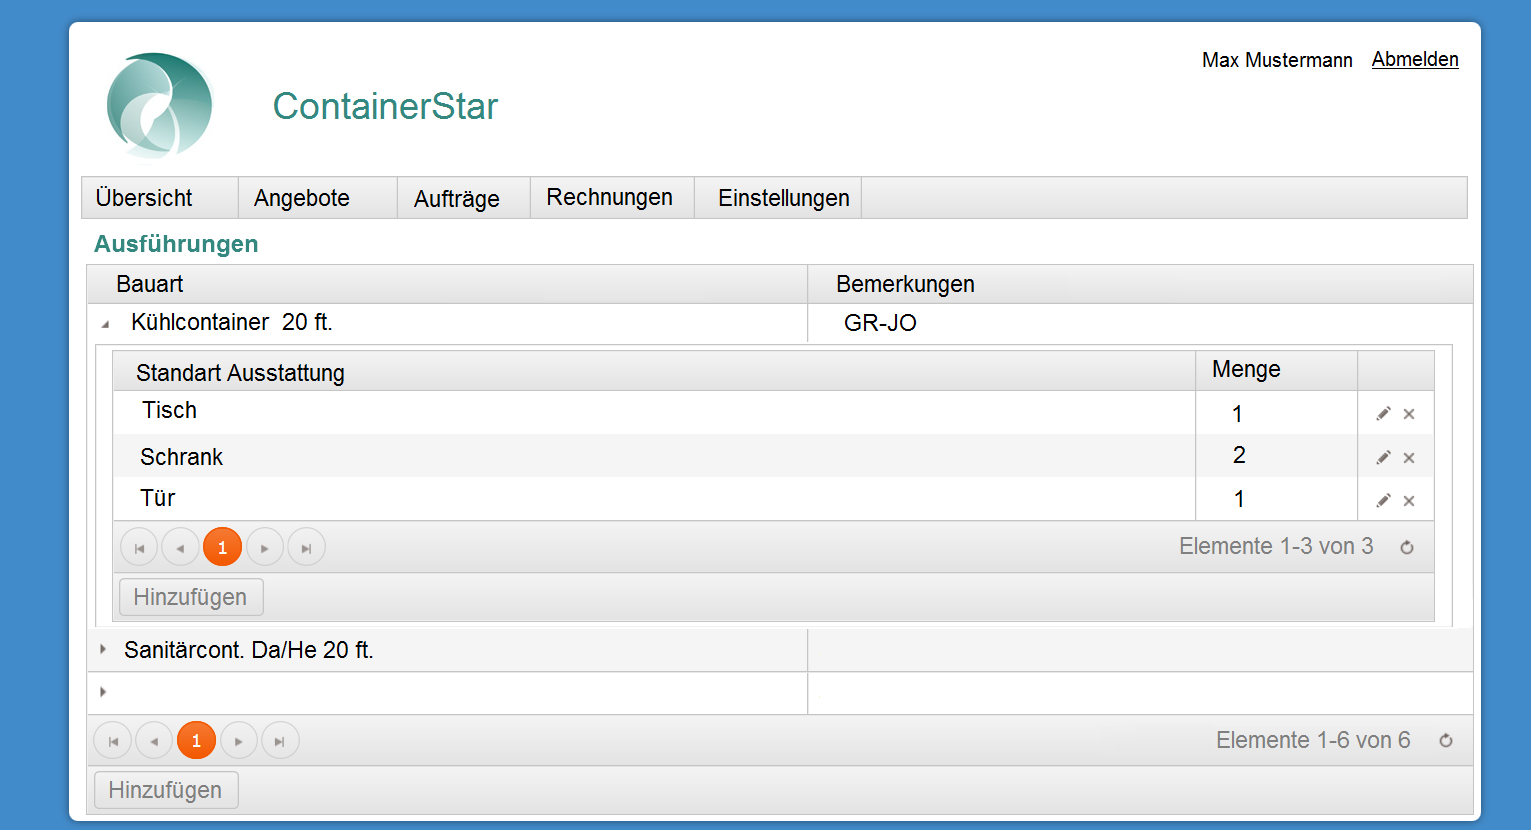 Max Mustermann Abmelden
ContainerStar
Übersicht Angebote Aufträge Rechnungen Einstellungen
Ausführungen
Bauart Bemerkungen
Kühlcontainer 20 ft. GR-JO
Standart Ausstattung Menge
Tisch 1
Schrank 2
Tür 1
1 Elemente 1-3 von 3
Hinzufügen
Sanitärcont. Da/He 20 ft.
1 Elemente 1-6 von 6
Hinzufügen